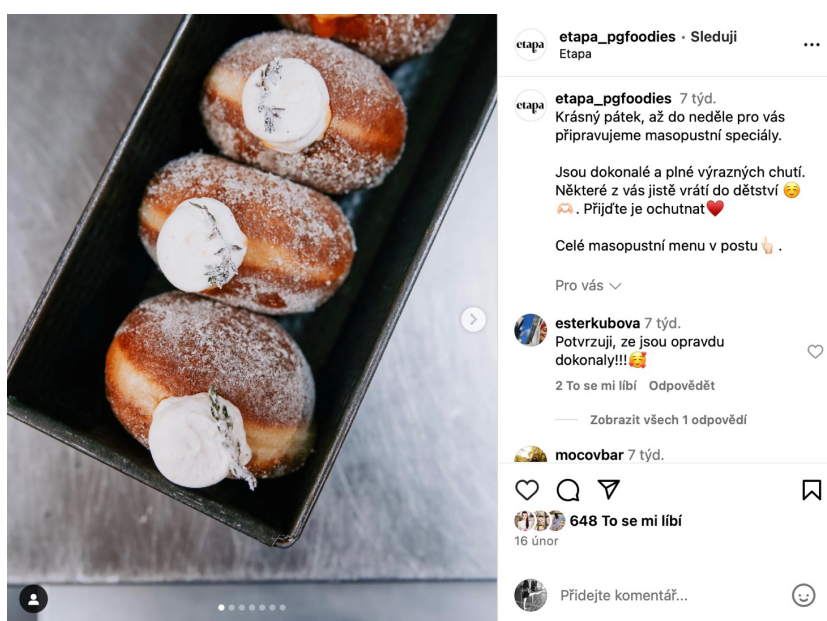 etapa
etapa_pgfoodies • Sleduji
Etapa
etapa
etapa_pgfoodies 7 týd.
Krásný pátek, až do neděle pro vás
připravujeme masopustní speciály.
Jsou dokonalé a plné výrazných chutí.
Některé z vás jistě vrátí do dětství ☺️
🫶🏻. Přijďte je ochutnat♥️
Celé masopustní menu v postu👆🏻.
Pro vás
esterkubova 7 týd.
Potvrzuji, ze jsou opravdu
dokonaly!!!🥰
2 To se mi líbí Odpovědět
Zobrazit všech 1 odpovědí
mocovbar 7 týd.
648 To se mi líbí
16 únor
Přidejte komentář...